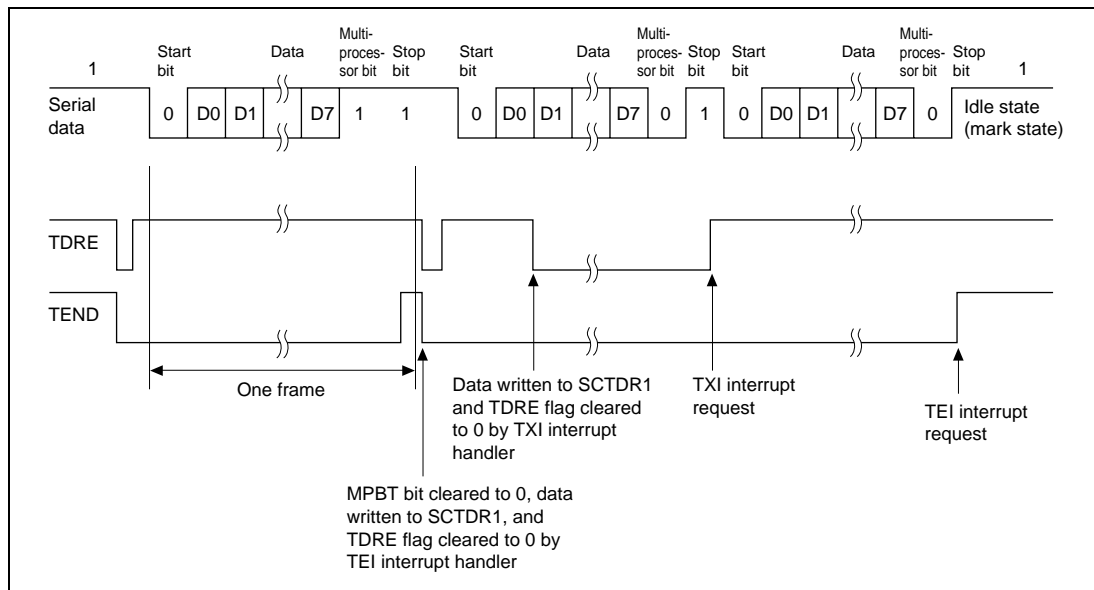 1
Start
bit
Data
Multi-
proces-
sor bit
Stop
bit
Start
bit
Data
Multi-
proces-
sor bit
Stop
bit
Start
bit
Data
Multi-
proces-
sor bit
Stop
bit
1
Serial
data
0 D0 D1 D7 1 1 0 D0 D1 D7 0 1 0 D0 D1 D7 0
Idle state
(mark state)
TDRE
TEND
One frame
Data written to SCTDR1
and TDRE flag cleared
to 0 by TXI interrupt
handler
TXI interrupt
request
TEI interrupt
request
MPBT bit cleared to 0, data
written to SCTDR1, and
TDRE flag cleared to 0 by
TEI interrupt handler